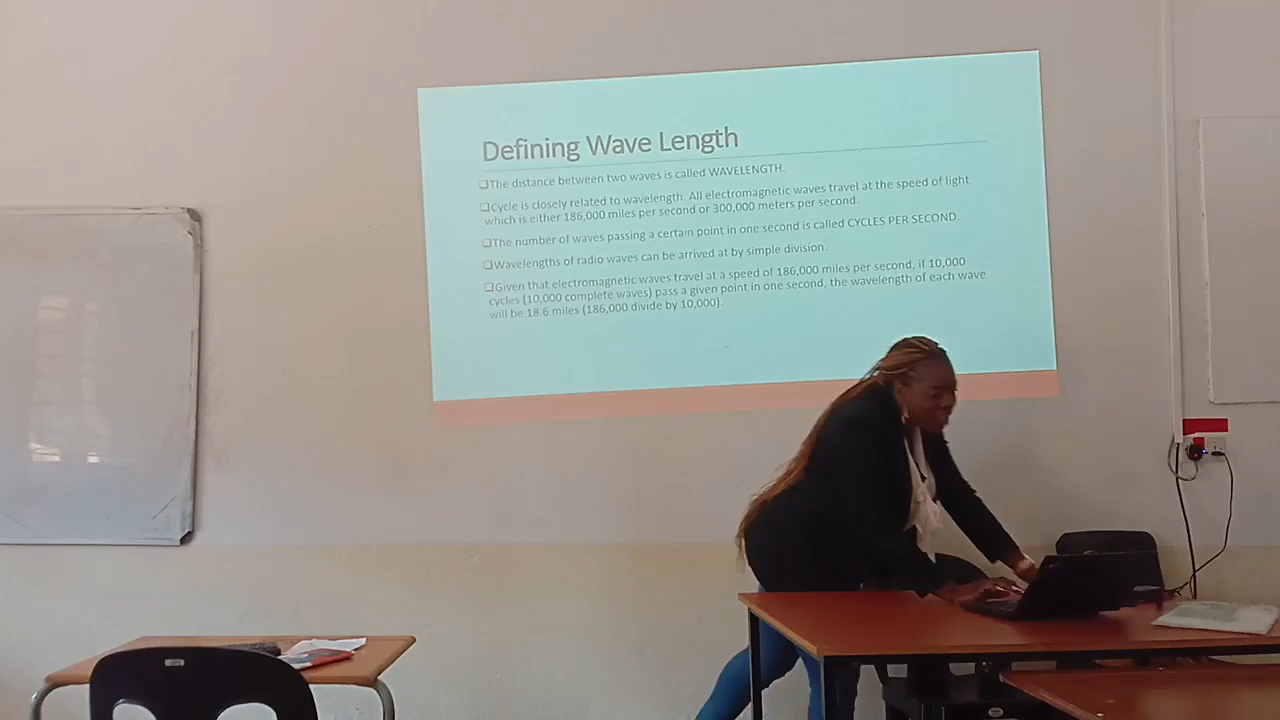 Defining Wave Length
❑The distance between two waves is called WAVELENGTH.
❑Cycle is closely related to wavelength. All electromagnetic waves travel at the speed of light
which is either 186,000 miles per second or 300,000 meters per second.
❑The number of waves passing a certain point in one second is called CYCLES PER SECOND.
❑Wavelengths of radio waves can be arrived at by simple division.
❑Given that electromagnetic waves travel at a speed of 186,000 miles per second, if 10,000
cycles (10,000 complete waves) pass a given point in one second, the wavelength of each wave
will be 18.6 miles (186,000 divide by 10,000).